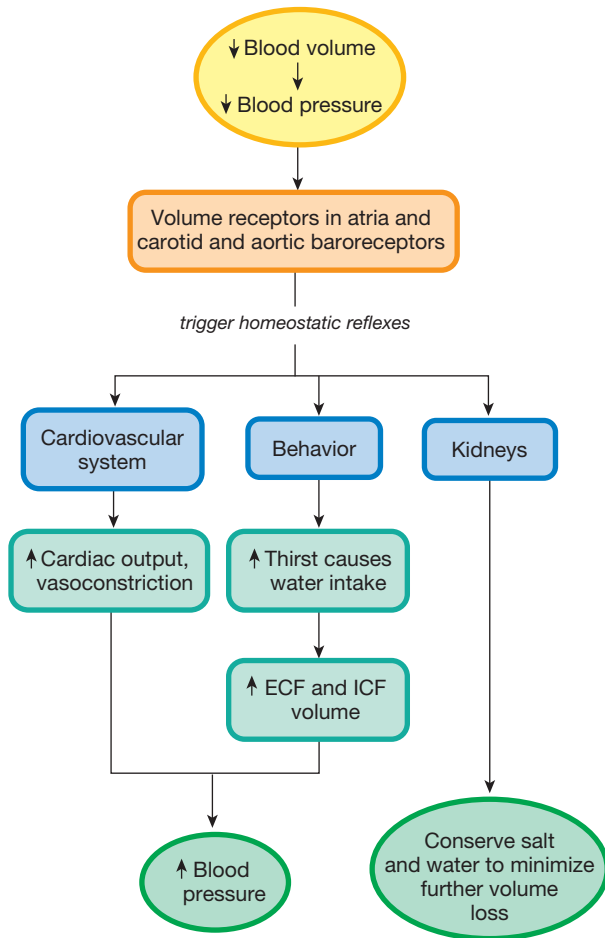 ↓ Blood volume
↓ Blood pressure
Volume receptors in atria and
carotid and aortic baroreceptors
trigger homeostatic reflexes
Cardiovascular
system
Behavior
Kidneys
↑ Cardiac output,
vasoconstriction
↑ Thirst causes
water intake
↑ ECF and ICF
volume
↑ Blood
pressure
Conserve salt
and water to minimize
further volume
loss